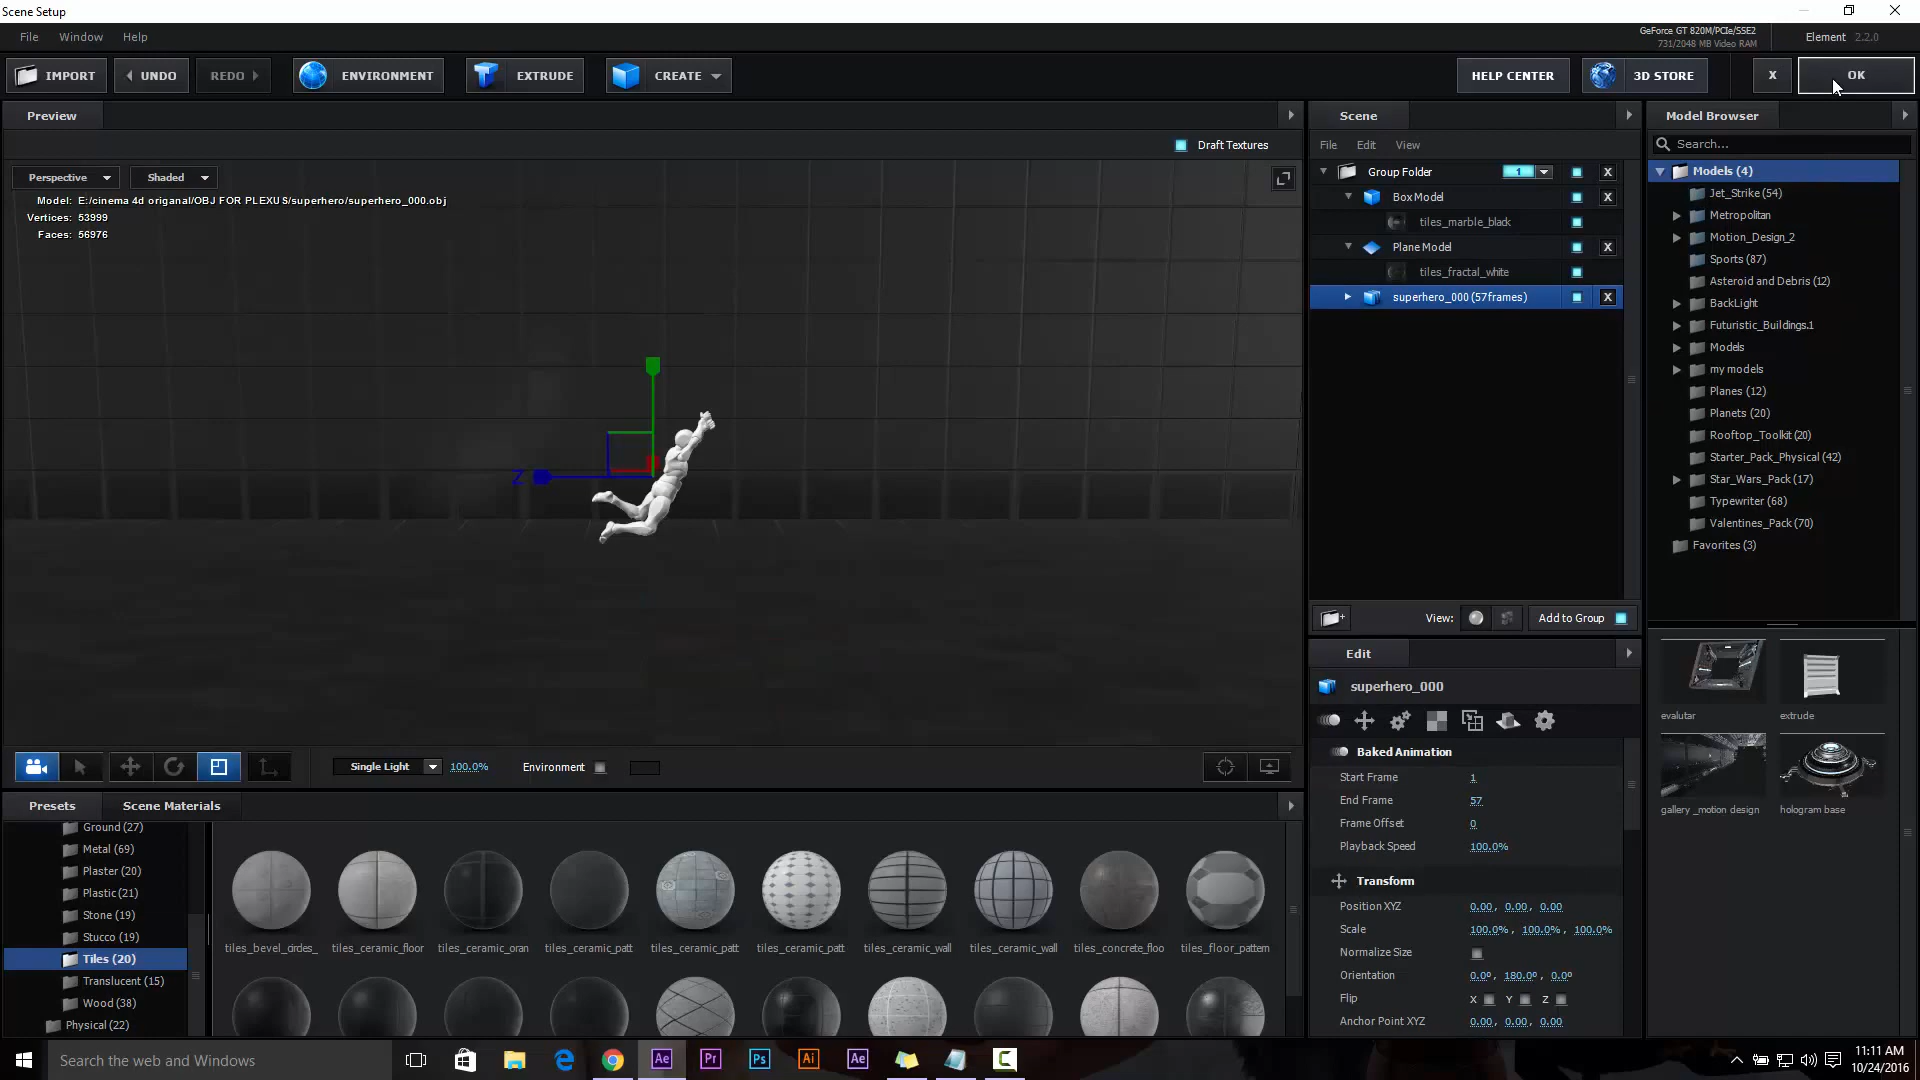 Scene Setup
File Window Help
GeForce GT 820M/PCIe/SSE2
731/2048 MB Video RAM
Element 2.2.0
IMPORT UNDO REDO ENVIRONMENT EXTRUDE CREATE HELP CENTER 3D STORE X OK
Preview
Draft Textures
Perspective Shaded
Model: E:/cinema 4d origanal/OBJ FOR PLEXUS/superhero/superhero_000.obj
Vertices: 53999
Faces: 56976
Z
Single Light 100.0% Environment
Scene
File Edit View
Group Folder 1 X
Box Model X
tiles_marble_black
Plane Model X
tiles_fractal_white
superhero_000 (57frames) X
View: Add to Group
Edit
superhero_000
Baked Animation
Start Frame 1
End Frame 57
Frame Offset 0
Playback Speed 100.0%
Transform
Position XYZ 0.00, 0.00, 0.00
Scale 100.0%, 100.0%, 100.0%
Normalize Size
Orientation 0.0º, 180.0º, 0.0º
Flip X Y Z
Anchor Point XYZ 0.00, 0.00, 0.00
Model Browser
Search...
Models (4)
Jet_Strike (54)
Metropolitan
Motion_Design_2
Sports (87)
Asteroid and Debris (12)
BackLight
Futuristic_Buildings.1
Models
my models
Planes (12)
Planets (20)
Rooftop_Toolkit (20)
Starter_Pack_Physical (42)
Star_Wars_Pack (17)
Typewriter (68)
Valentines_Pack (70)
Favorites (3)
evalutar extrude
gallery _motion design hologram base
Presets Scene Materials
Ground (27)
Metal (69)
Plaster (20)
Plastic (21)
Stone (19)
Stucco (19)
Tiles (20)
Translucent (15)
Wood (38)
Physical (22)
tiles_bevel_cirdes_ tiles_ceramic_floor tiles_ceramic_oran tiles_ceramic_patt tiles_ceramic_patt tiles_ceramic_patt tiles_ceramic_wall tiles_ceramic_wall tiles_concrete_floo tiles_floor_pattern
Search the web and Windows
Ae Pr Ps Ai Ae
11:11 AM
10/24/2016